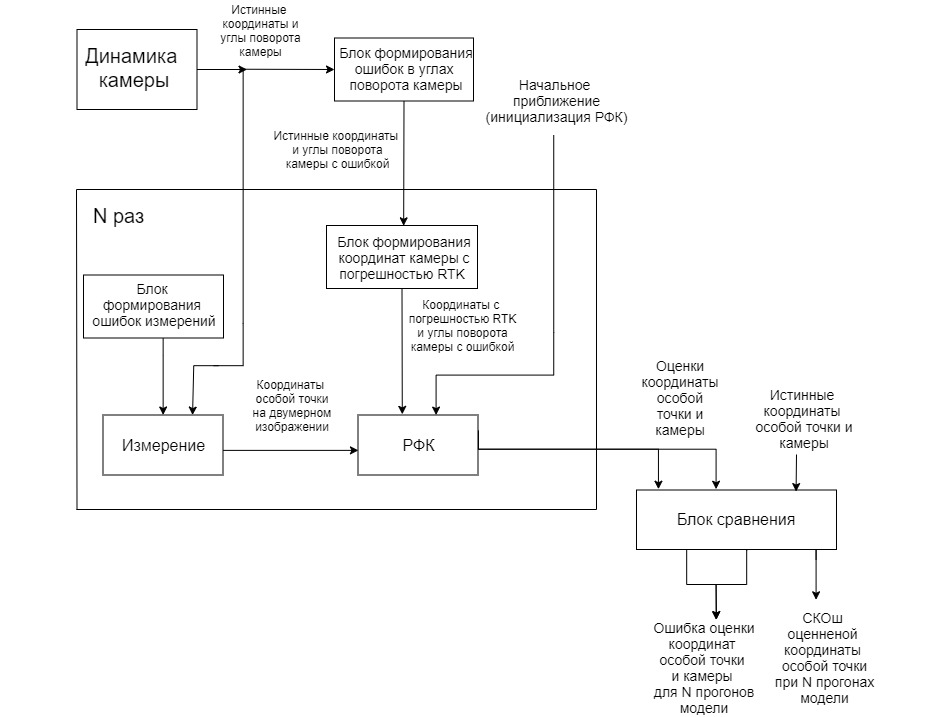 Истинные
координаты и
углы поворота
камеры
Динамика
камеры
Блок формирования
ошибок в углах
поворота камеры
Начальное
приближение
(инициализация РФК)
Истинные координаты
и углы поворота
камеры с ошибкой
N раз
Блок формирования
координат камеры с
погрешностью RTK
Блок
формирования
ошибок измерений
Координаты с
погрешностью RTK
и углы поворота
камеры с ошибкой
Координаты
особой точки
на двумерном
изображении
Измерение
РФК
Оценки
координаты
особой
точки и
камеры
Истинные
координаты
особой точки и
камеры
Блок сравнения
Ошибка оценки
координат
особой точки
и камеры
для N прогонов
модели
СКОш
оценненой
координаты
особой точки
при N прогонах
модели